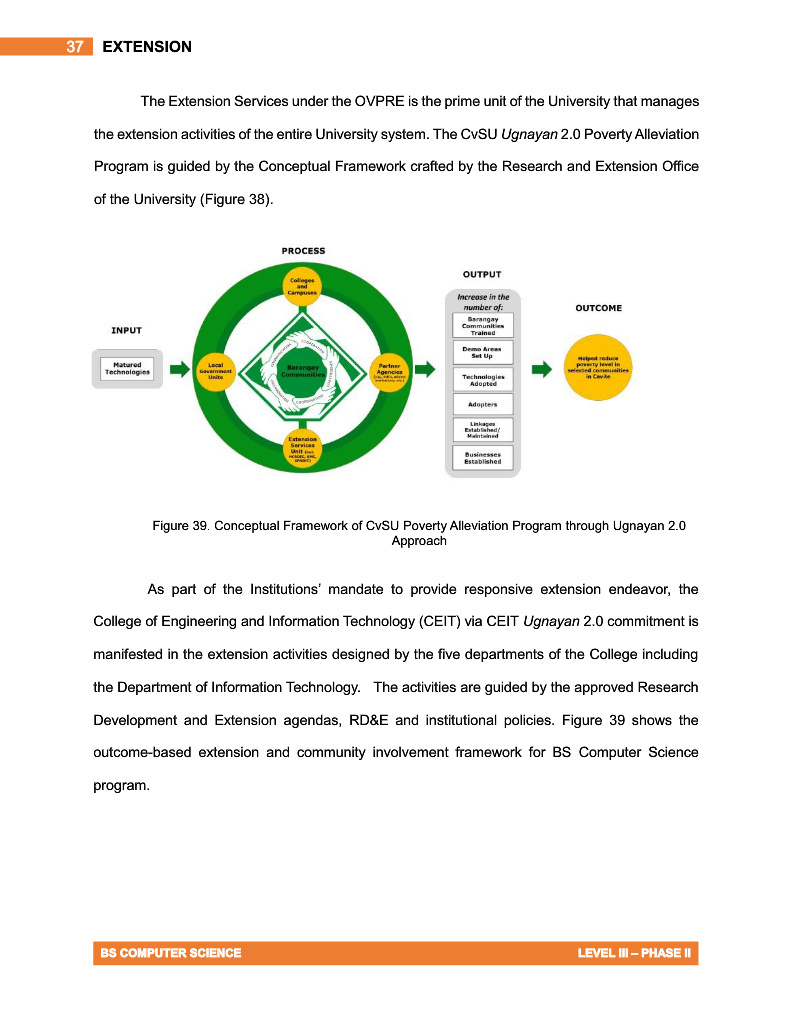 37 EXTENSION
The Extension Services under the OVPRE is the prime unit of the University that manages
the extension activities of the entire University system. The CvSU Ugnayan 2.0 Poverty Alleviation
Program is guided by the Conceptual Framework crafted by the Research and Extension Office
of the University (Figure 38).
INPUT
Matured
Technologies
PROCESS
Colleges
and
Campuses
Local
Government
Units
Barangay
Communities
Partner
Agencies
Extension
Services
Unit
OUTPUT
Increase in the
number of:
Barangay
Communities
Trained
Demo Areas
Set Up
Technologies
Adopted
Adopters
Linkages
Established/
Maintained
Businesses
Established
OUTCOME
Helped reduce
poverty level in
selected communities
in Cavite
Figure 39. Conceptual Framework of CvSU Poverty Alleviation Program through Ugnayan 2.0
Approach
As part of the Institutions’ mandate to provide responsive extension endeavor, the
College of Engineering and Information Technology (CEIT) via CEIT Ugnayan 2.0 commitment is
manifested in the extension activities designed by the five departments of the College including
the Department of Information Technology. The activities are guided by the approved Research
Development and Extension agendas, RD&E and institutional policies. Figure 39 shows the
outcome-based extension and community involvement framework for BS Computer Science
program.
BS COMPUTER SCIENCE LEVEL III – PHASE II